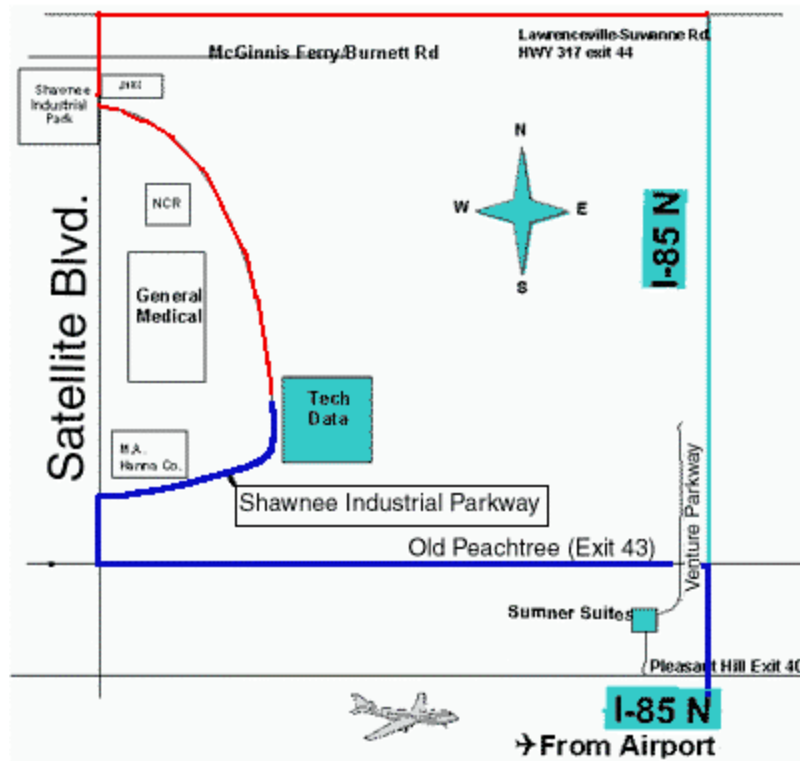 Lawrenceville-Suwanne Rd
HWY 317 exit 44
McGinnis Ferry/Burnett Rd
Shawnee
Industrial
Park
N
W
E
S
NCR
I-85 N
Satellite Blvd.
General
Medical
Tech
Data
M.A.
Hanna Co.
Shawnee Industrial Parkway
Venture Parkway
Old Peachtree (Exit 43)
Sumner Suites
Pleasant Hill Exit 40
I-85 N
From Airport